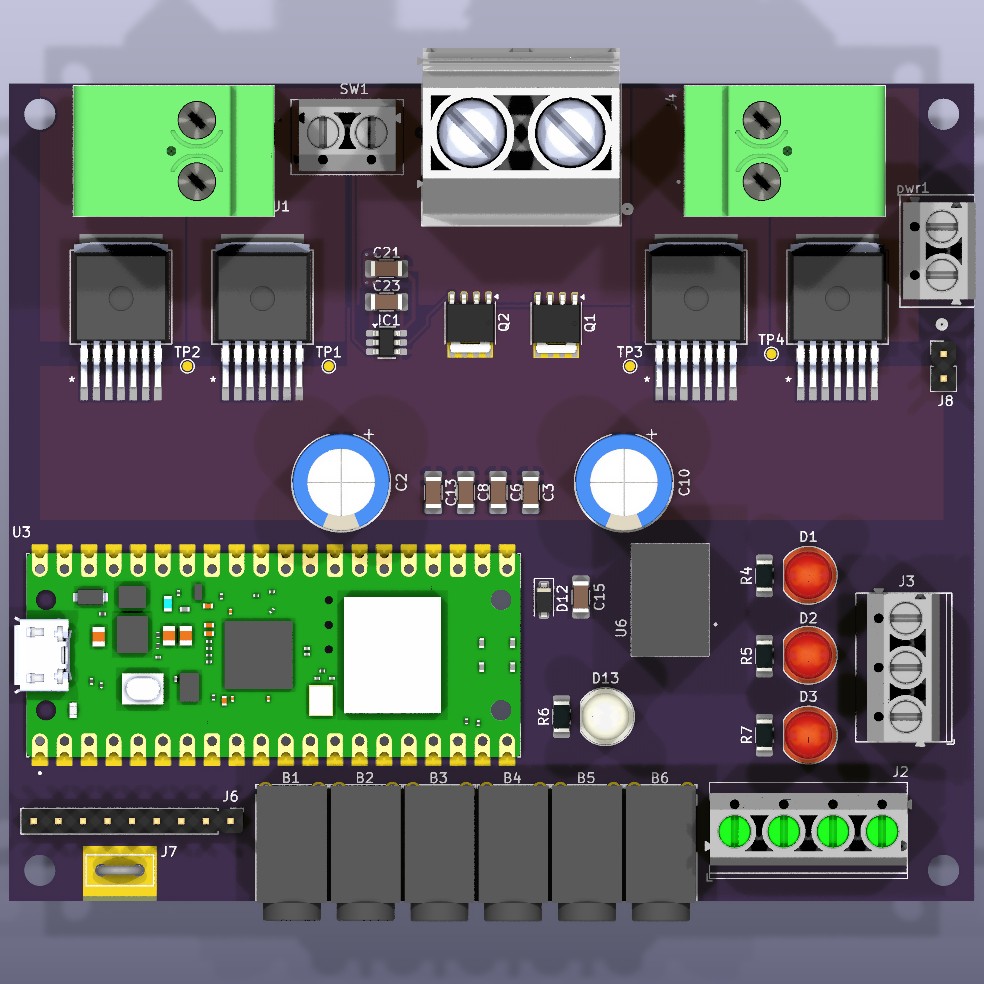 SW1
J4
J1
pwr1
C21
C23
IC1
Q2
Q1
TP2
TP1
TP3
TP4
*
*
*
*
J8
+
+
C2
C13
C8
C6
C3
C10
U3
D1
R4
D12
C15
U6
J3
D2
R5
D13
R6
D3
R7
B1
B2
B3
B4
B5
B6
J2
J6
J7